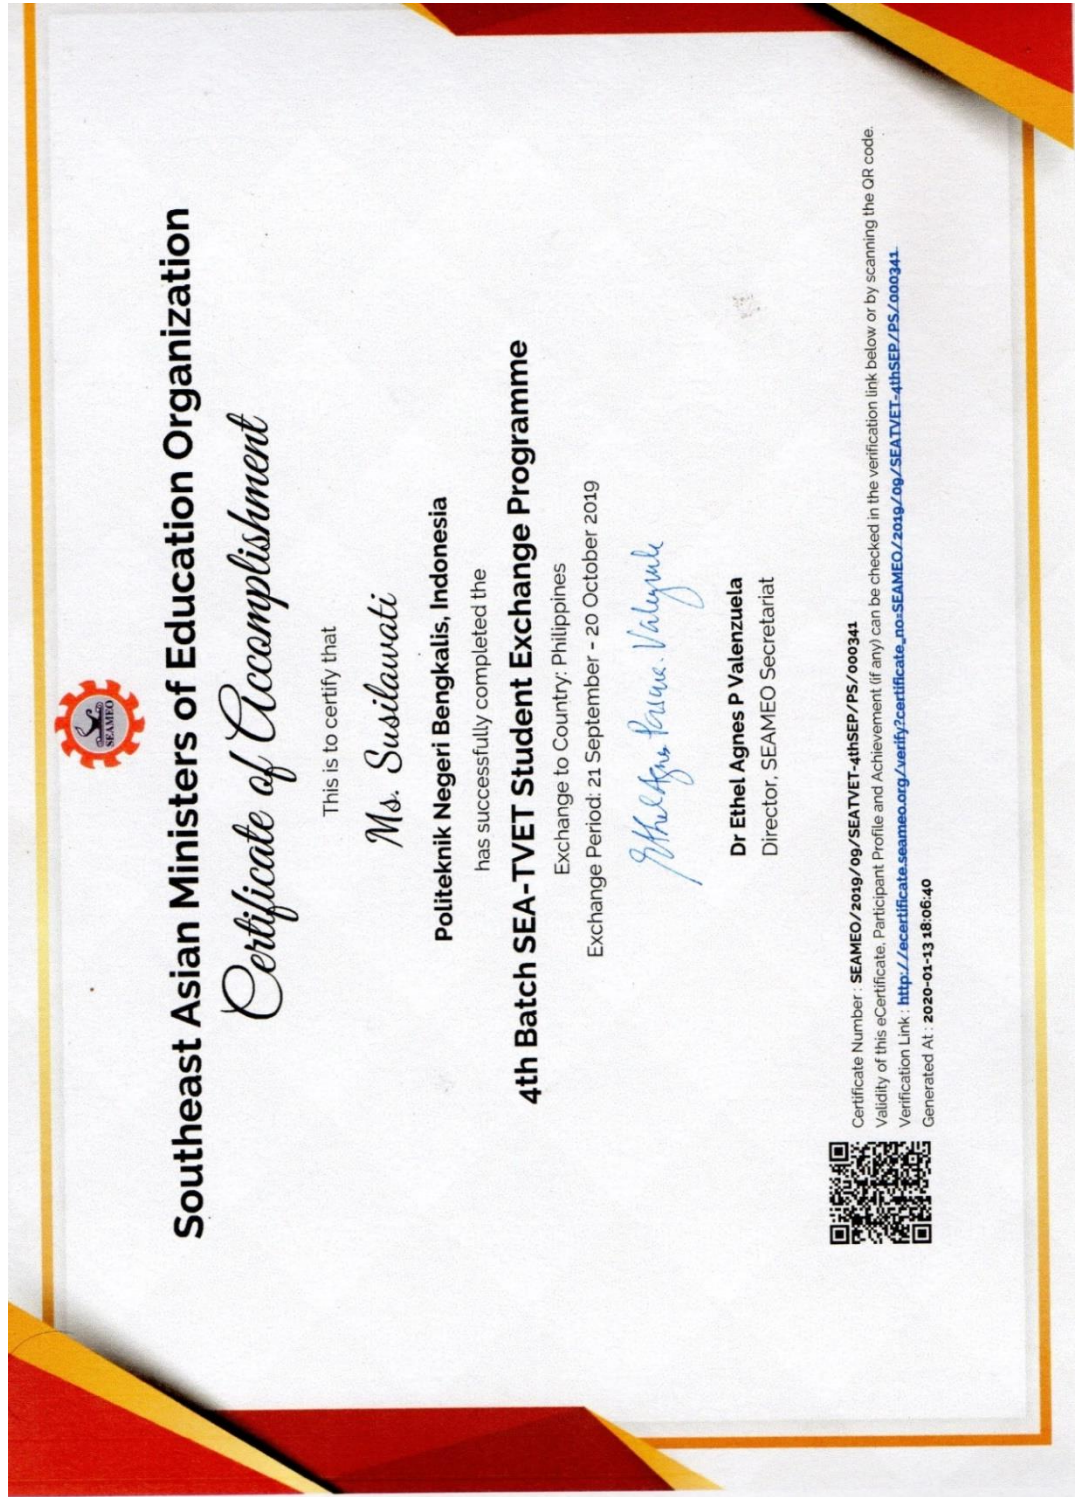 SEAMEO
Southeast Asian Ministers of Education Organization
Certificate of Accomplishment
This is to certify that
Ms. Susilawati
Politeknik Negeri Bengkalis, Indonesia
has successfully completed the
4th Batch SEA-TVET Student Exchange Programme
Exchange to Country: Philippines
Exchange Period: 21 September - 20 October 2019
Ethel Agnes Pascua-Valenzuela
Dr Ethel Agnes P Valenzuela
Director, SEAMEO Secretariat
Certificate Number : SEAMEO/2019/09/SEATVET-4thSEP/PS/000341
Validity of this eCertificate, Participant Profile and Achievement (if any) can be checked in the verification link below or by scanning the QR code.
Verification Link : http://ecertificate.seameo.org/verify?certificate_no=SEAMEO/2019/09/SEATVET-4thSEP/PS/000341
Generated At : 2020-01-13 18:06:40